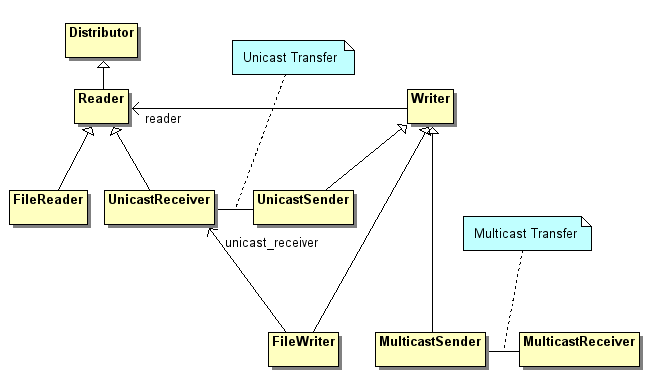 Distributor
Unicast Transfer
Reader
Writer
reader
FileReader
UnicastReceiver
UnicastSender
unicast_receiver
Multicast Transfer
FileWriter
MulticastSender
MulticastReceiver